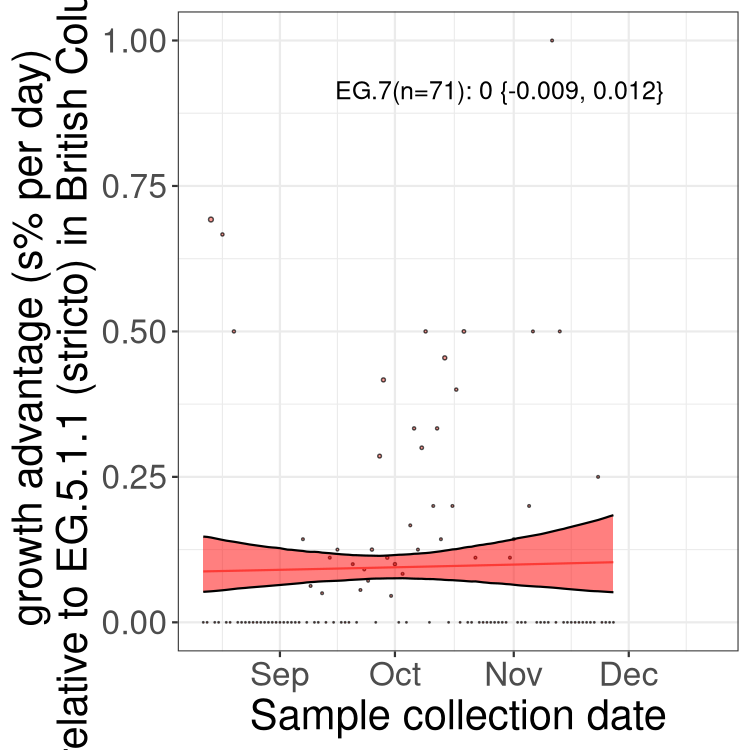 growth advantage (s% per day)
relative to EG.5.1.1 (stricto) in British
1.00
0.75
0.50
0.25
0.00
EG.7(n=71): 0 {-0.009, 0.012}
Sep
Oct
Nov
Dec
Sample collection date